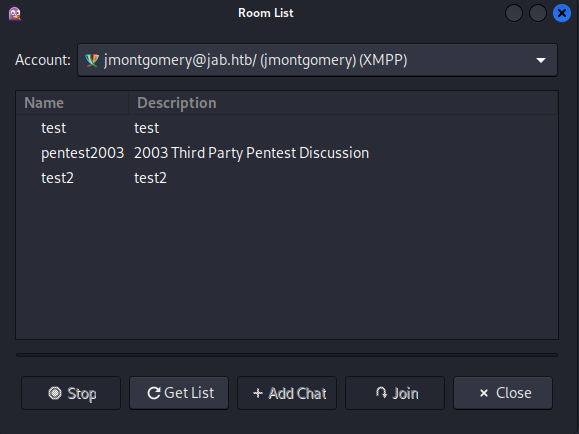 Room List
Account: jmontgomery@jab.htb/ (jmontgomery) (XMPP)
Name Description
test test
pentest2003 2003 Third Party Pentest Discussion
test2 test2
Stop Get List Add Chat Join Close